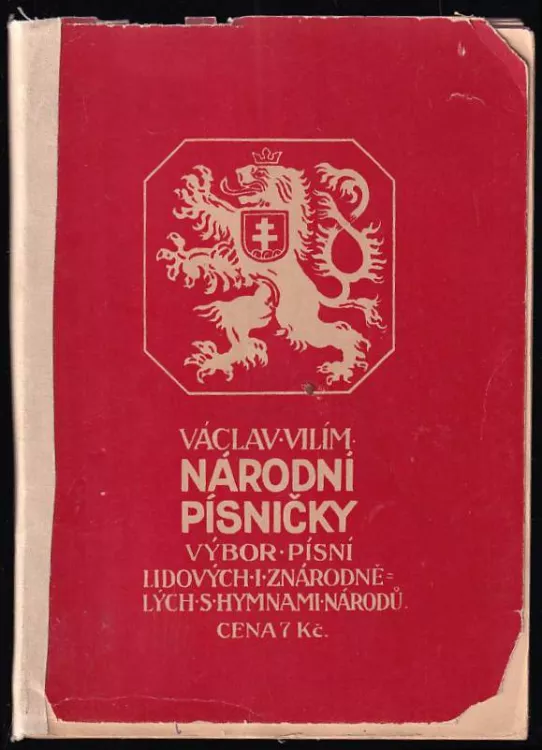 VÁCLAV·VILÍM·
NÁRODNÍ
PÍSNIČKY
VÝBOR·PÍSNÍ
LIDOVÝCH·I·ZNÁRODNĚ=
LÝCH·S·HYMNAMI·NÁRODŮ.
CENA 7 Kč.